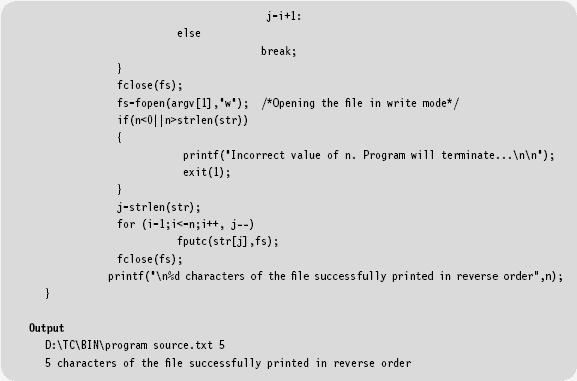 j-i+1:
else
break;
}
fclose(fs);
fs-fopen(argv[1],"w"); /*Opening the file in write mode*/
if(n<0||n>strlen(str))
{
printf("Incorrect value of n. Program will terminate...\n\n");
exit(1);
}
j-strlen(str);
for (i-1;i<-n;i++, j--)
fputc(str[j],fs);
fclose(fs);
printf("\n%d characters of the file successfully printed in reverse order",n);
}
Output
D:\TC\BIN\program source.txt 5
5 characters of the file successfully printed in reverse order